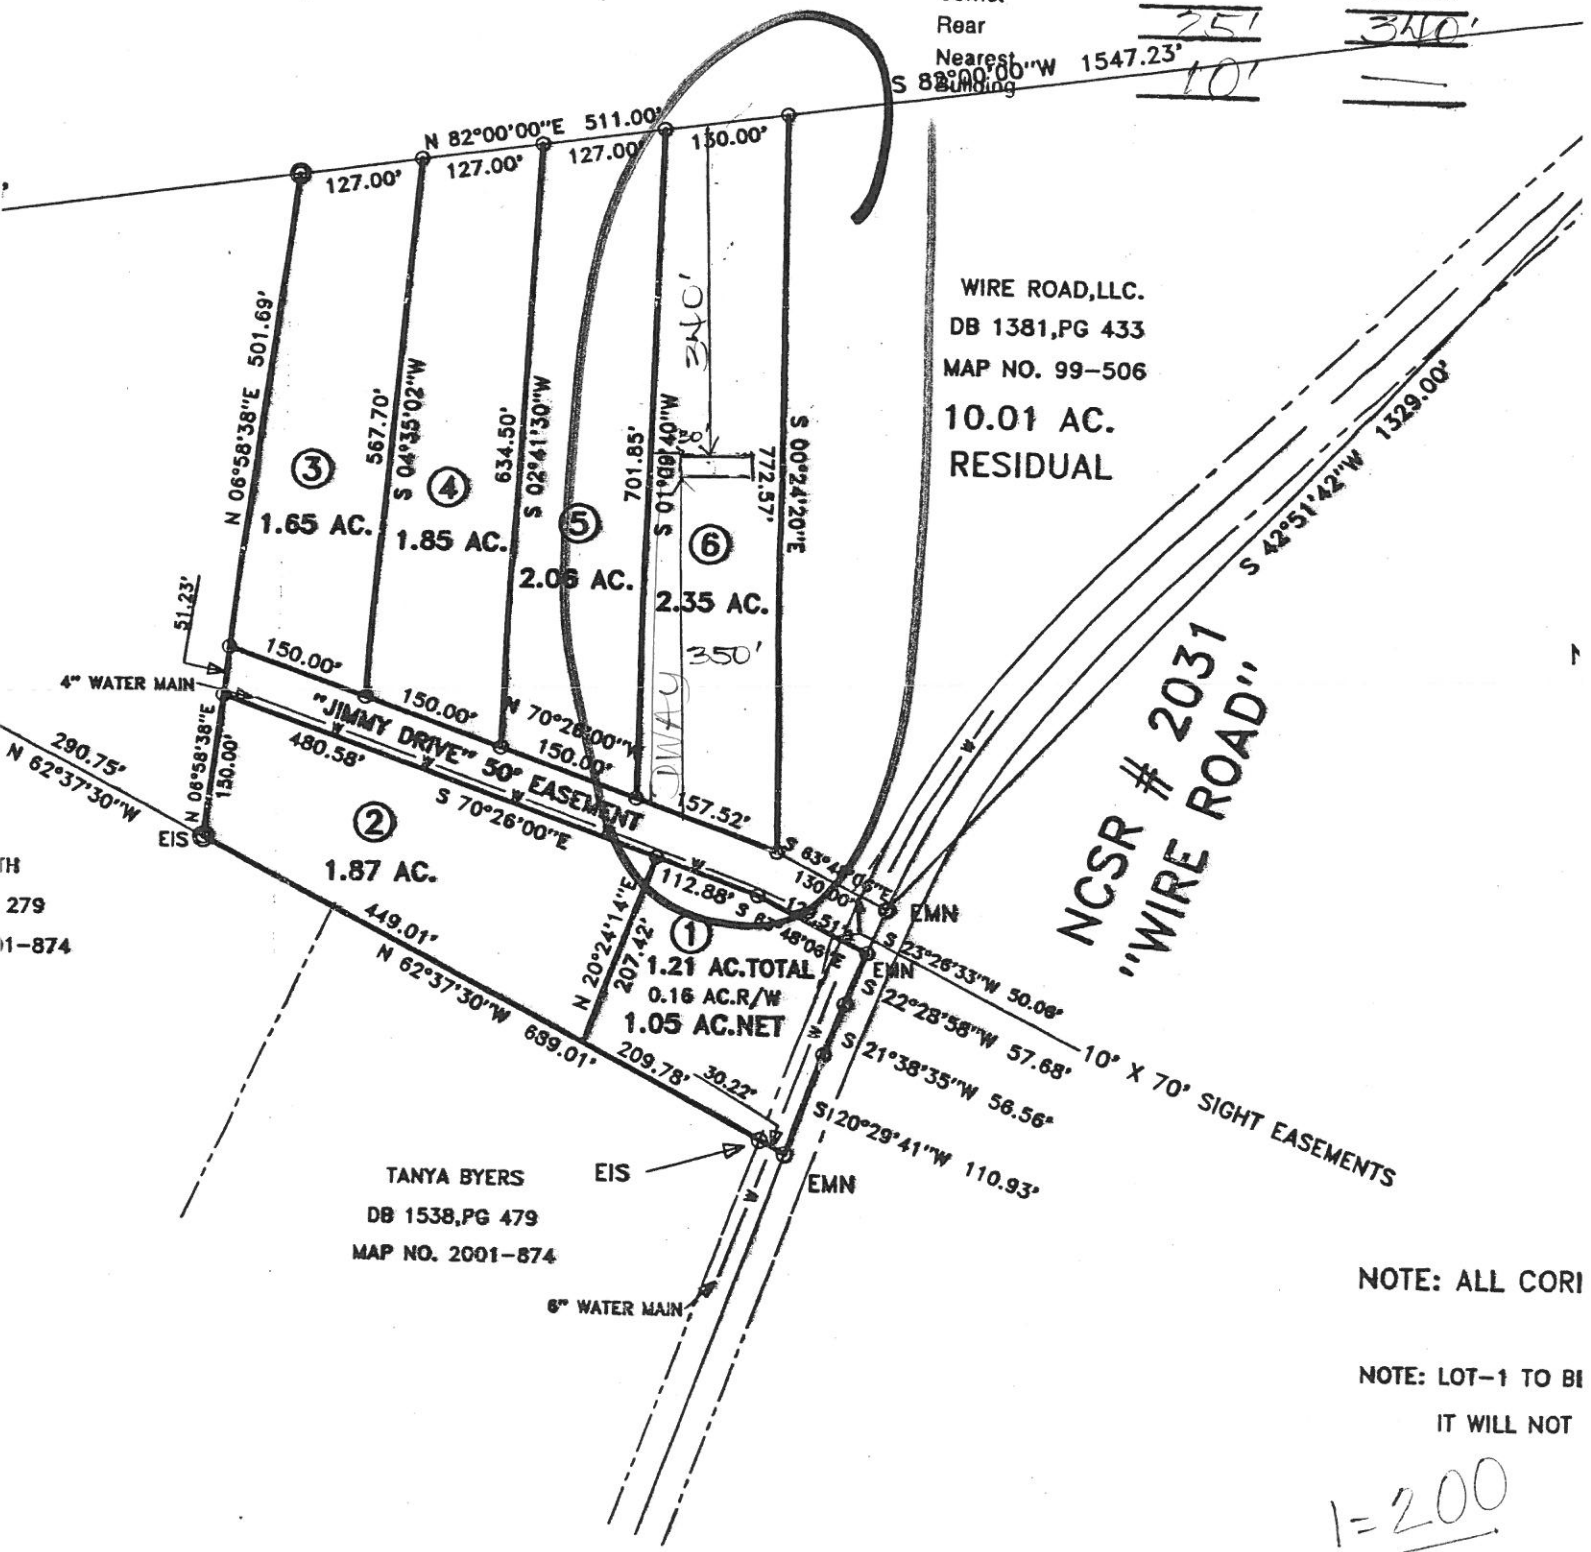 Rear 25' 340'
Nearest
Building 10' —
S 82°00'00"W 1547.23'
N 82°00'00"E 511.00'
127.00'
127.00'
127.00'
130.00'
N 06°58'38"E 501.69'
567.70'
S 04°35'02"W
634.50'
S 02°41'30"W
701.85'
S 01°09'40"W
340'
772.57'
S 00°24'20"E
WIRE ROAD,LLC.
DB 1381,PG 433
MAP NO. 99-506
10.01 AC.
RESIDUAL
S 42°51'42"W 1329.00'
3
1.65 AC.
4
1.85 AC.
5
2.06 AC.
6
2.35 AC.
350'
DWAY
51.23'
4" WATER MAIN
150.00'
150.00'
N 70°26'00"W
150.00'
157.52'
"JIMMY DRIVE" 50' EASEMENT
W
W
W
W
480.58'
S 70°26'00"E
N 06°58'38"E
150.00'
290.75'
N 62°37'30"W
EIS
2
1.87 AC.
TH
279
01-874
449.01'
N 62°37'30"W 689.01'
N 20°24'14"E
207.42'
112.88'
130.00'
1
1.21 AC.TOTAL
0.16 AC.R/W
1.05 AC.NET
209.78'
30.22'
EMN
EMN
S 23°26'33"W 50.06'
S 22°28'58"W 57.68'
S 21°38'35"W 56.56'
S 20°29'41"W 110.93'
10' X 70' SIGHT EASEMENTS
NCSR # 2031
"WIRE ROAD"
W
W
W
EIS
EMN
TANYA BYERS
DB 1538,PG 479
MAP NO. 2001-874
6" WATER MAIN
NOTE: ALL CORI
NOTE: LOT-1 TO BE
IT WILL NOT
1=200